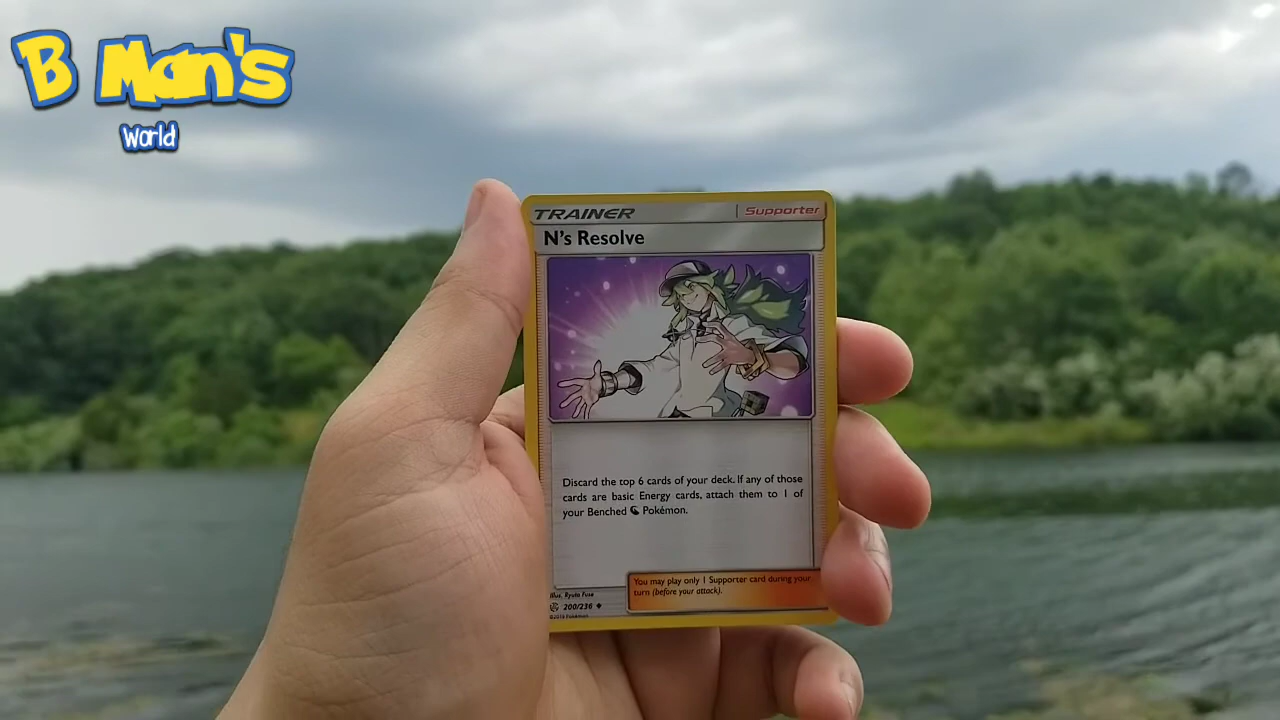 B Man's
World
TRAINER
Supporter
N's Resolve
Discard the top 6 cards of your deck. If any of those
cards are basic Energy cards, attach them to 1 of
your Benched Pokémon.
You may play only 1 Supporter card during your
turn (before your attack).
Illus. Ryuta Fuse
200/236
©2019 Pokémon